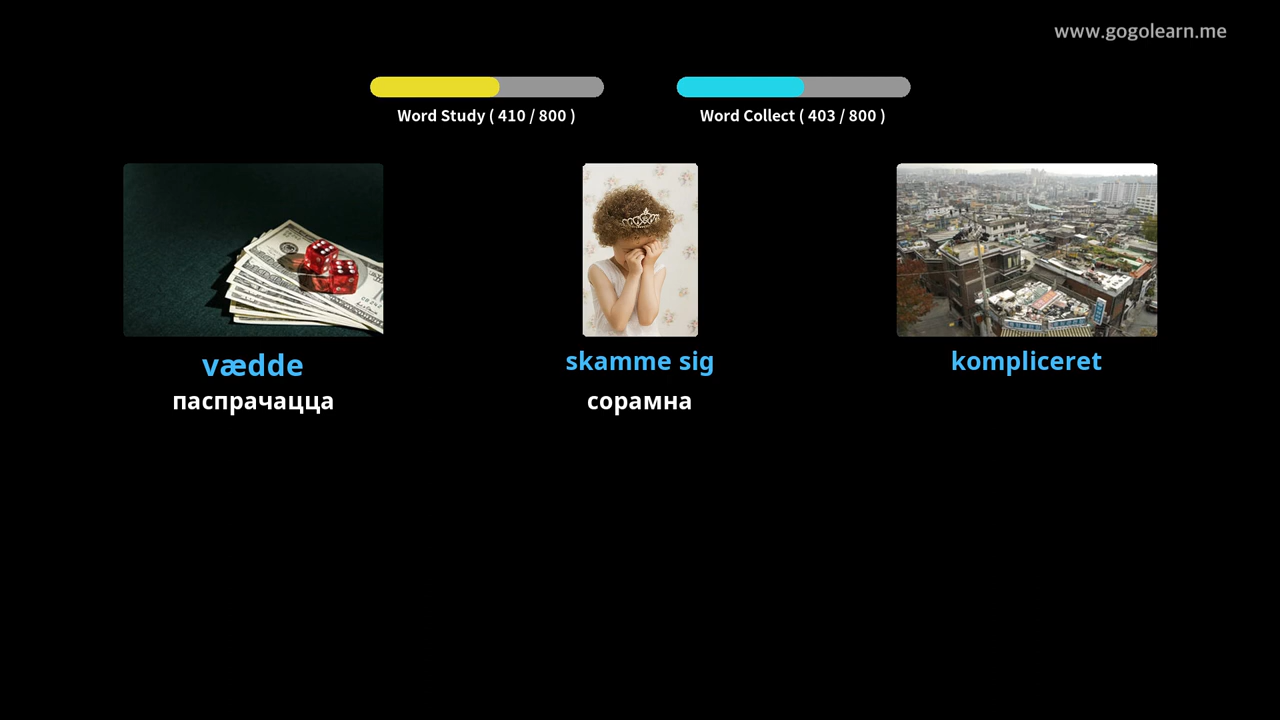 www.gogolearn.me
Word Study ( 410 / 800 )
Word Collect ( 403 / 800 )
vædde
skamme sig
kompliceret
паспрачацца
сорамна